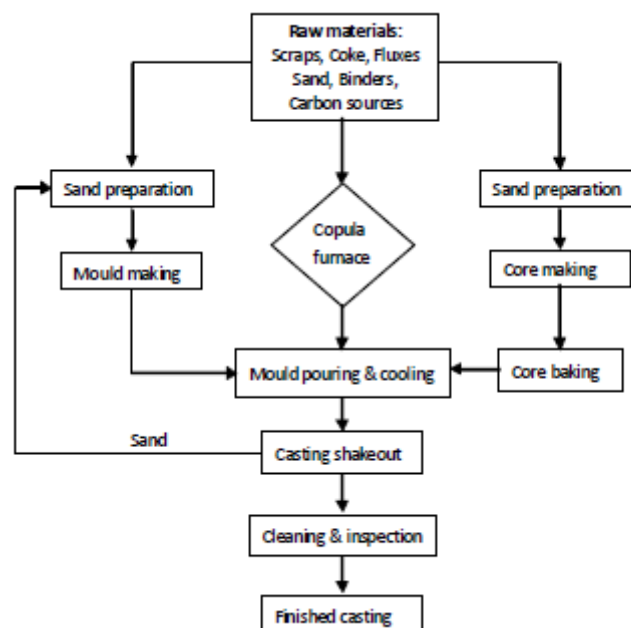 Raw materials:
Scraps, Coke, Fluxes
Sand, Binders,
Carbon sources
Sand preparation
Sand preparation
Copula
furnace
Mould making
Core making
Mould pouring & cooling
Core baking
Sand
Casting shakeout
Cleaning & inspection
Finished casting